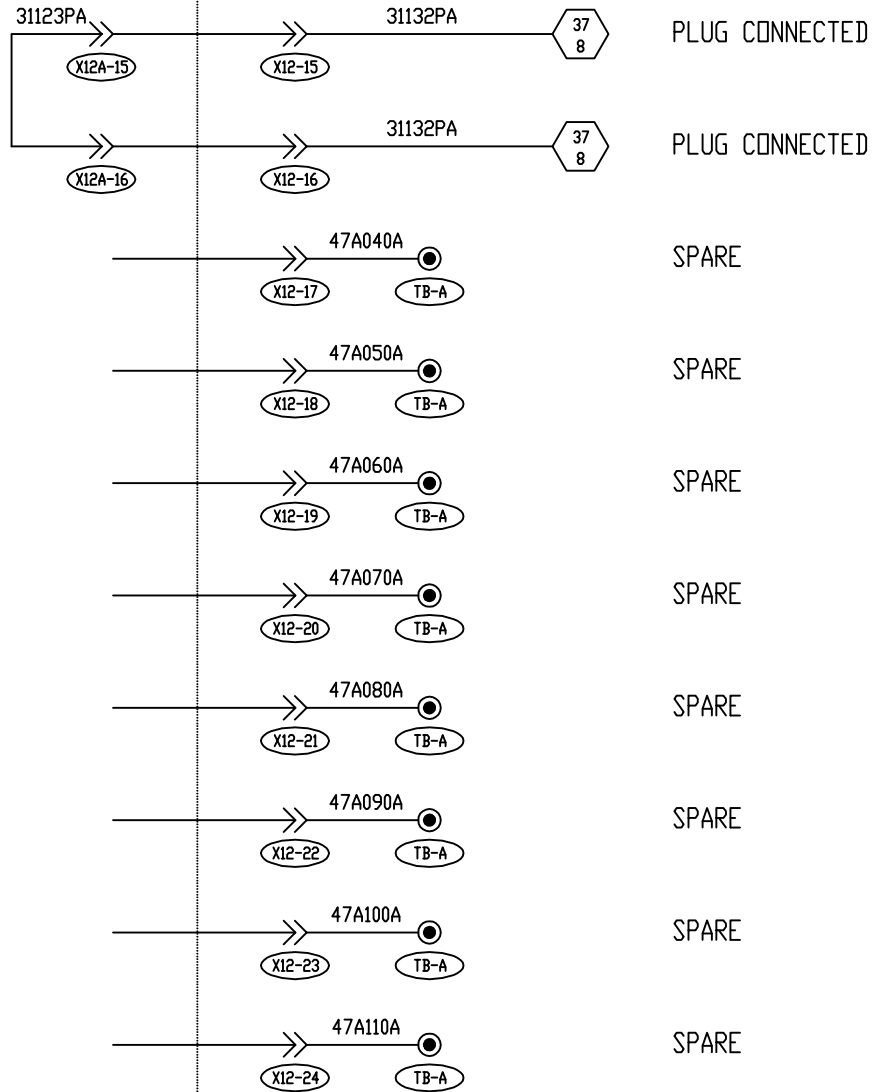 31123PA 31132PA 37 PLUG CONNECTED
8
X12A-15 X12-15
31132PA 37 PLUG CONNECTED
8
X12A-16 X12-16
47A040A SPARE
X12-17 TB-A
47A050A SPARE
X12-18 TB-A
47A060A SPARE
X12-19 TB-A
47A070A SPARE
X12-20 TB-A
47A080A SPARE
X12-21 TB-A
47A090A SPARE
X12-22 TB-A
47A100A SPARE
X12-23 TB-A
47A110A SPARE
X12-24 TB-A